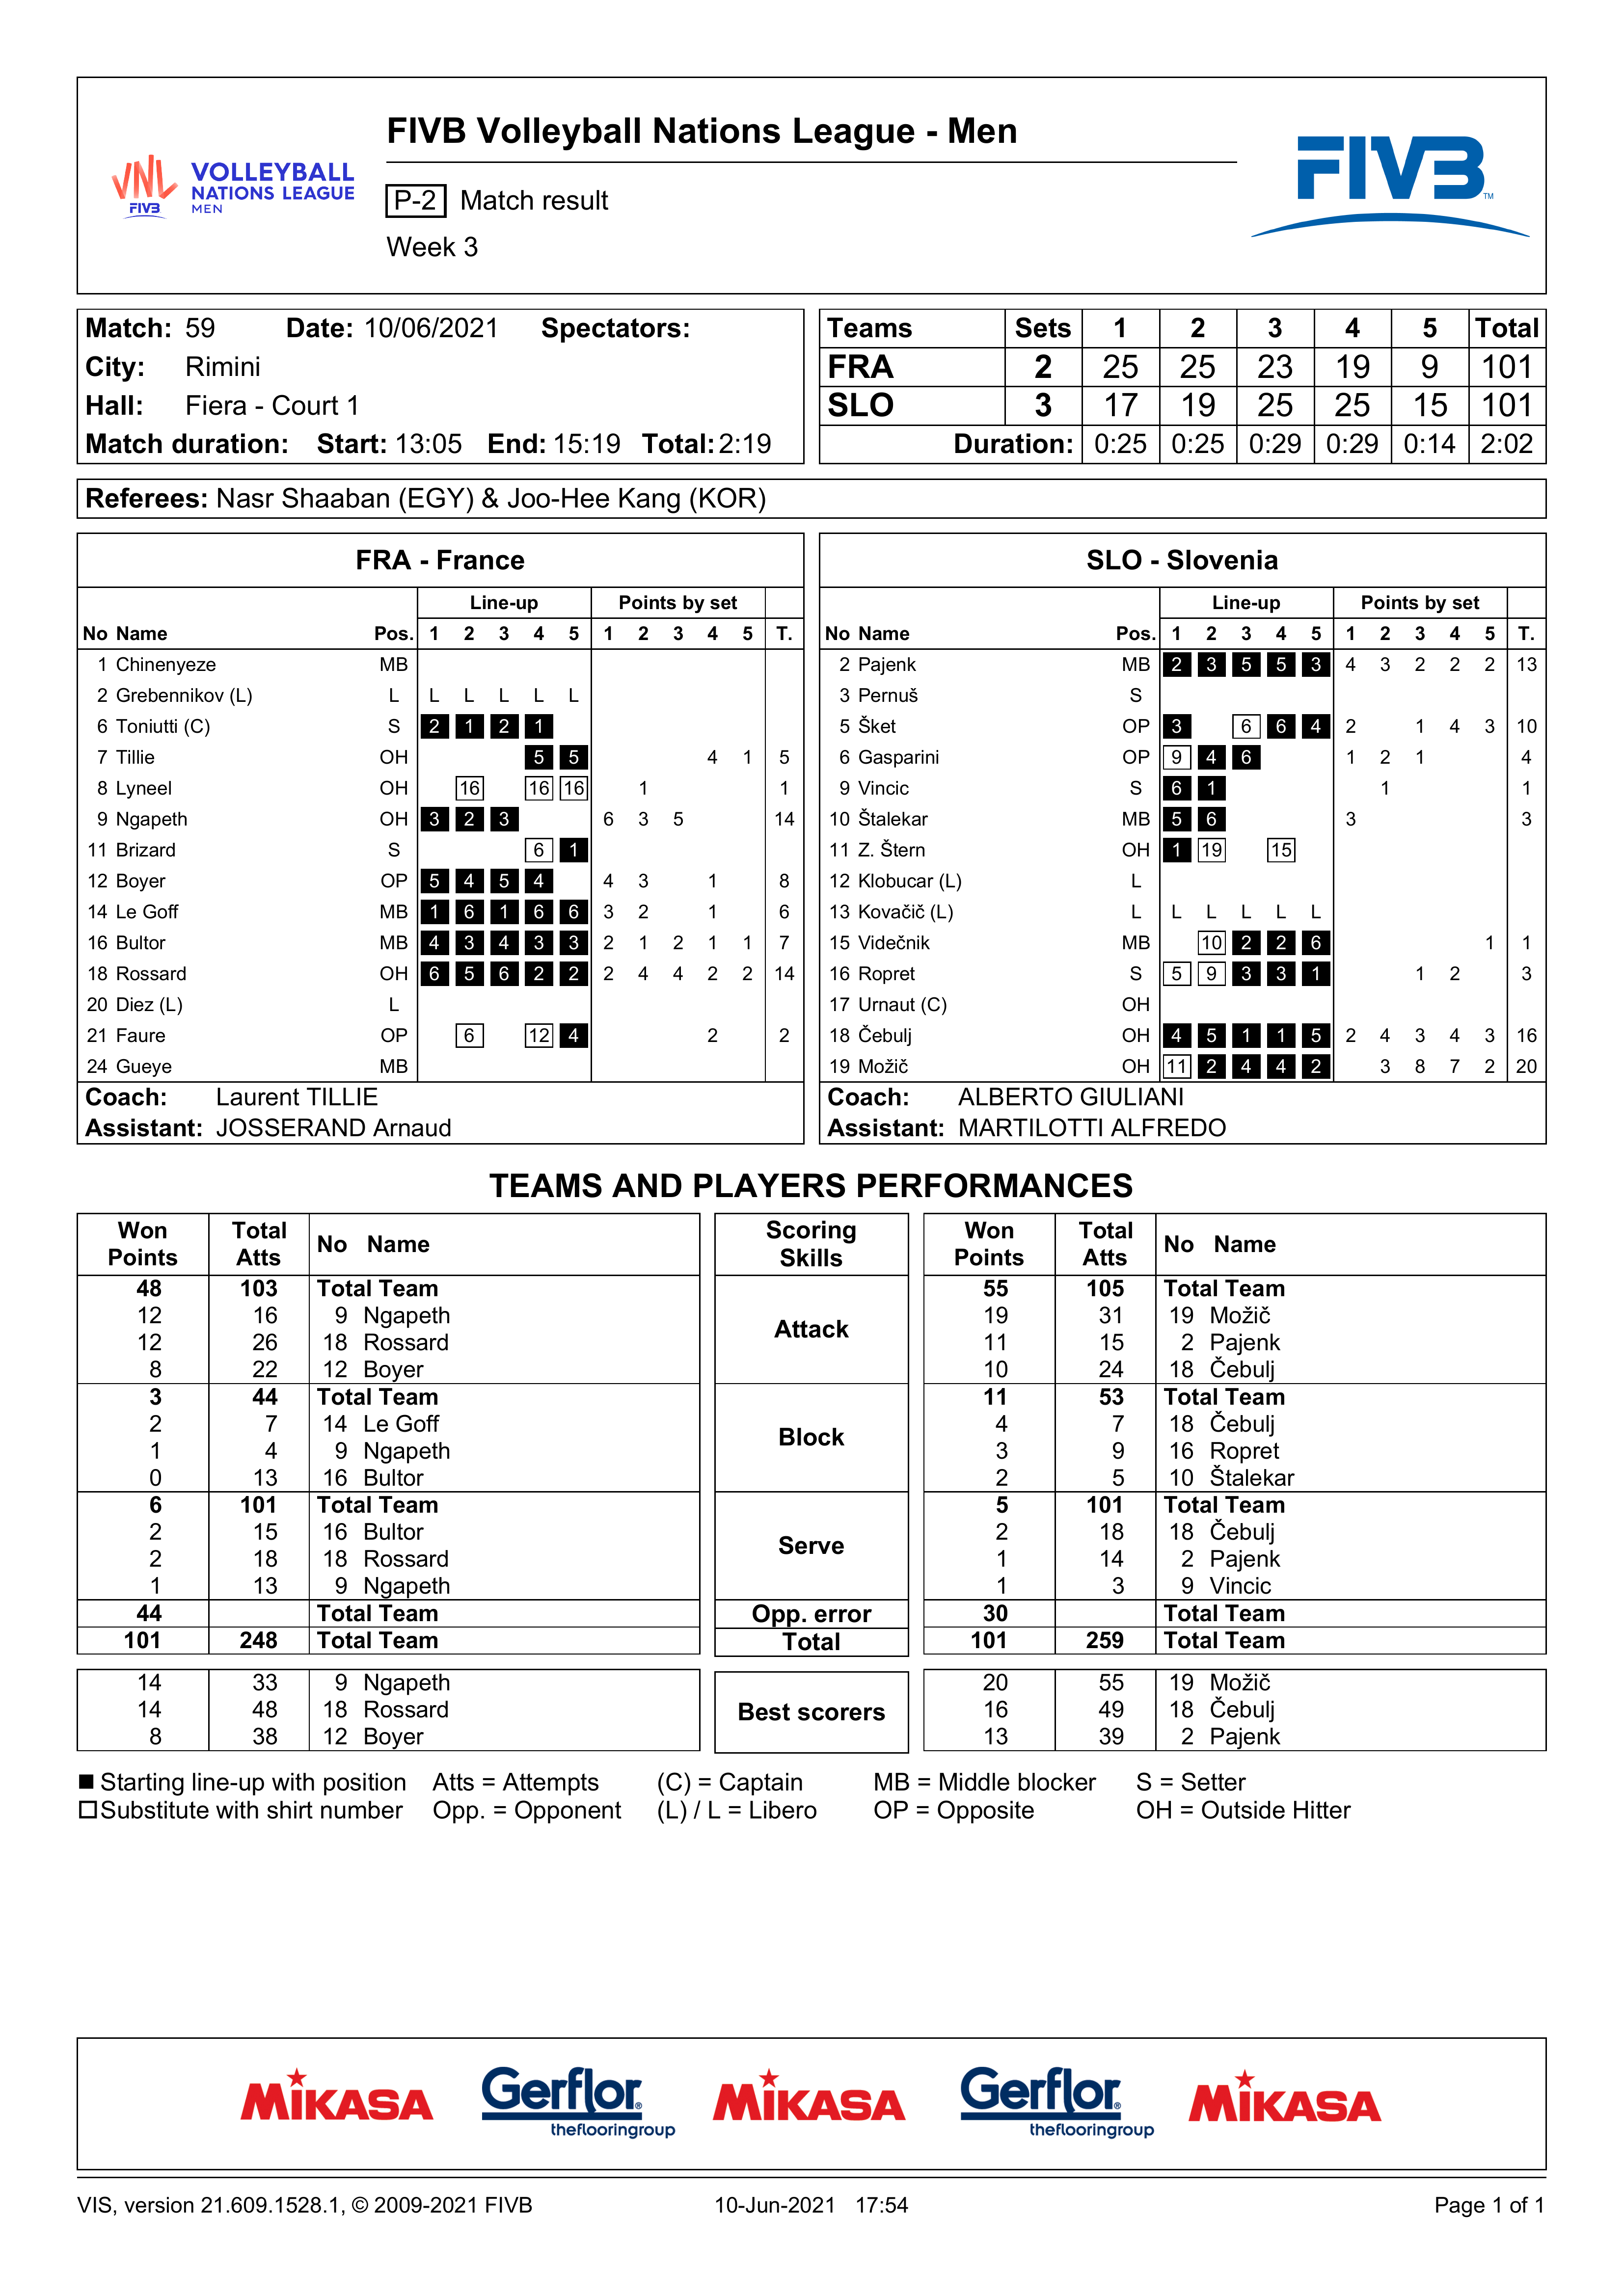 FIVB Volleyball Nations League - Men
VNL FIVB VOLLEYBALL NATIONS LEAGUE MEN
P-2 Match result
FIVB TM
Week 3
Match: 59 Date: 10/06/2021 Spectators:
City: Rimini
Hall: Fiera - Court 1
Match duration: Start: 13:05 End: 15:19 Total: 2:19
Teams Sets 1 2 3 4 5 Total
FRA 2 25 25 23 19 9 101
SLO 3 17 19 25 25 15 101
Duration: 0:25 0:25 0:29 0:29 0:14 2:02
Referees: Nasr Shaaban (EGY) & Joo-Hee Kang (KOR)
FRA - France
Line-up Points by set
No Name Pos. 1 2 3 4 5 1 2 3 4 5 T.
1 Chinenyeze MB
2 Grebennikov (L) L L L L L L
6 Toniutti (C) S 2 1 2 1
7 Tillie OH 5 5 4 1 5
8 Lyneel OH 16 16 16 1 1
9 Ngapeth OH 3 2 3 6 3 5 14
11 Brizard S 6 1
12 Boyer OP 5 4 5 4 4 3 1 8
14 Le Goff MB 1 6 1 6 6 3 2 1 6
16 Bultor MB 4 3 4 3 3 2 1 2 1 1 7
18 Rossard OH 6 5 6 2 2 2 4 4 2 2 14
20 Diez (L) L
21 Faure OP 6 12 4 2 2
24 Gueye MB
Coach: Laurent TILLIE
Assistant: JOSSERAND Arnaud
SLO - Slovenia
Line-up Points by set
No Name Pos. 1 2 3 4 5 1 2 3 4 5 T.
2 Pajenk MB 2 3 5 5 3 4 3 2 2 2 13
3 Pernuš S
5 Šket OP 3 6 6 4 2 1 4 3 10
6 Gasparini OP 9 4 6 1 2 1 4
9 Vincic S 6 1 1 1
10 Štalekar MB 5 6 3 3
11 Z. Štern OH 1 19 15
12 Klobucar (L) L
13 Kovačič (L) L L L L L L
15 Videčnik MB 10 2 2 6 1 1
16 Ropret S 5 9 3 3 1 1 2 3
17 Urnaut (C) OH
18 Čebulj OH 4 5 1 1 5 2 4 3 4 3 16
19 Možič OH 11 2 4 4 2 3 8 7 2 20
Coach: ALBERTO GIULIANI
Assistant: MARTILOTTI ALFREDO
TEAMS AND PLAYERS PERFORMANCES
Won Points Total Atts No Name Scoring Skills Won Points Total Atts No Name
48 103 Total Team Attack 55 105 Total Team
12 16 9 Ngapeth 19 31 19 Možič
12 26 18 Rossard 11 15 2 Pajenk
8 22 12 Boyer 10 24 18 Čebulj
3 44 Total Team Block 11 53 Total Team
2 7 14 Le Goff 4 7 18 Čebulj
1 4 9 Ngapeth 3 9 16 Ropret
0 13 16 Bultor 2 5 10 Štalekar
6 101 Total Team Serve 5 101 Total Team
2 15 16 Bultor 2 18 18 Čebulj
2 18 18 Rossard 1 14 2 Pajenk
1 13 9 Ngapeth 1 3 9 Vincic
44 Total Team Opp. error 30 Total Team
101 248 Total Team Total 101 259 Total Team
14 33 9 Ngapeth Best scorers 20 55 19 Možič
14 48 18 Rossard 16 49 18 Čebulj
8 38 12 Boyer 13 39 2 Pajenk
Starting line-up with position Atts = Attempts (C) = Captain MB = Middle blocker S = Setter
Substitute with shirt number Opp. = Opponent (L) / L = Libero OP = Opposite OH = Outside Hitter
MIKASA Gerflor® theflooringgroup MIKASA Gerflor® theflooringgroup MIKASA
VIS, version 21.609.1528.1, © 2009-2021 FIVB 10-Jun-2021 17:54 Page 1 of 1